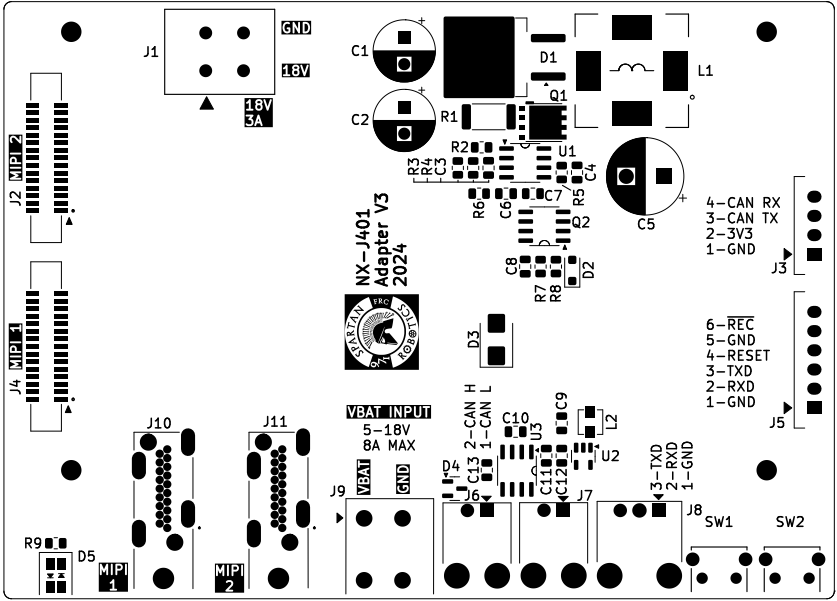 J1
GND
18V
18V
3A
C1
C2
D1
L1
Q1
R1
R2
U1
R3
R4
C3
C4
R5
R6
C6
C7
C5
Q2
MIPI 2
J2
NX-J401
Adapter V3
2024
C8
R7
R8
D2
4-CAN RX
3-CAN TX
2-3V3
1-GND
J3
SPARTAN
FRC
ROBOTICS
971
D3
MIPI 1
J4
6-REC
5-GND
4-RESET
3-TXD
2-RXD
1-GND
J5
J10
J11
VBAT INPUT
5-18V
8A MAX
VBAT
GND
J9
2-CAN H
1-CAN L
C10
C9
L2
U3
U2
C13
C11
C12
D4
J6
J7
3-TXD
2-RXD
1-GND
J8
SW1
SW2
R9
D5
MIPI
1
MIPI
2